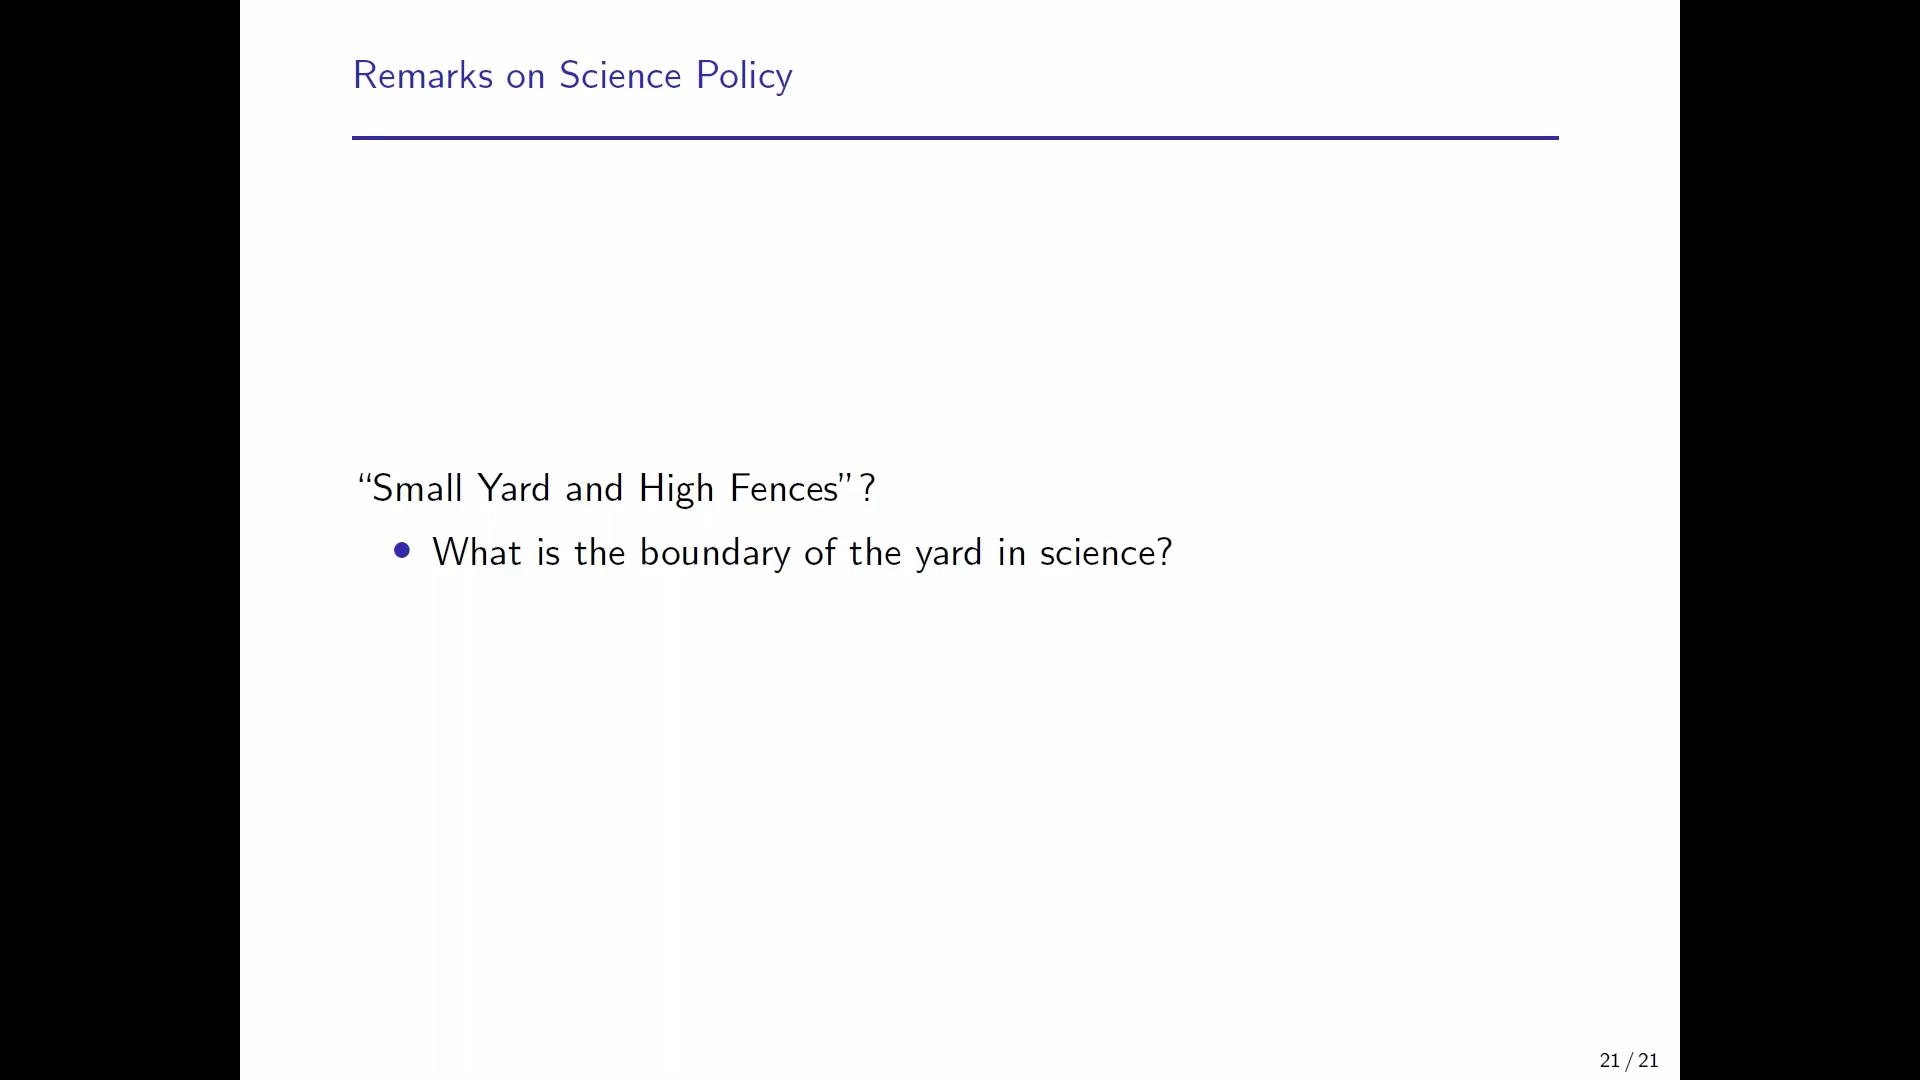 Remarks on Science Policy
“Small Yard and High Fences”?
• What is the boundary of the yard in science?
21 / 21